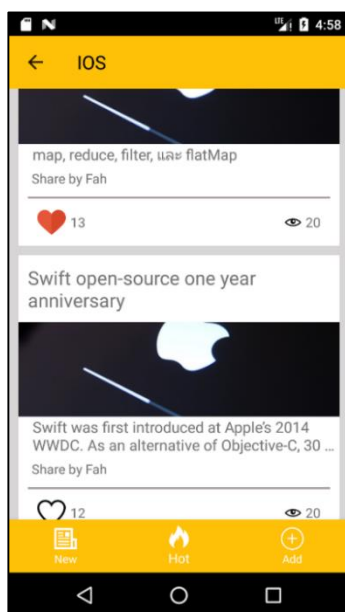 4:58
IOS
map, reduce, filter, และ flatMap
Share by Fah
13
20
Swift open-source one year
anniversary
Swift was first introduced at Apple's 2014
WWDC. As an alternative of Objective-C, 30 ...
Share by Fah
12
20
New
Hot
Add